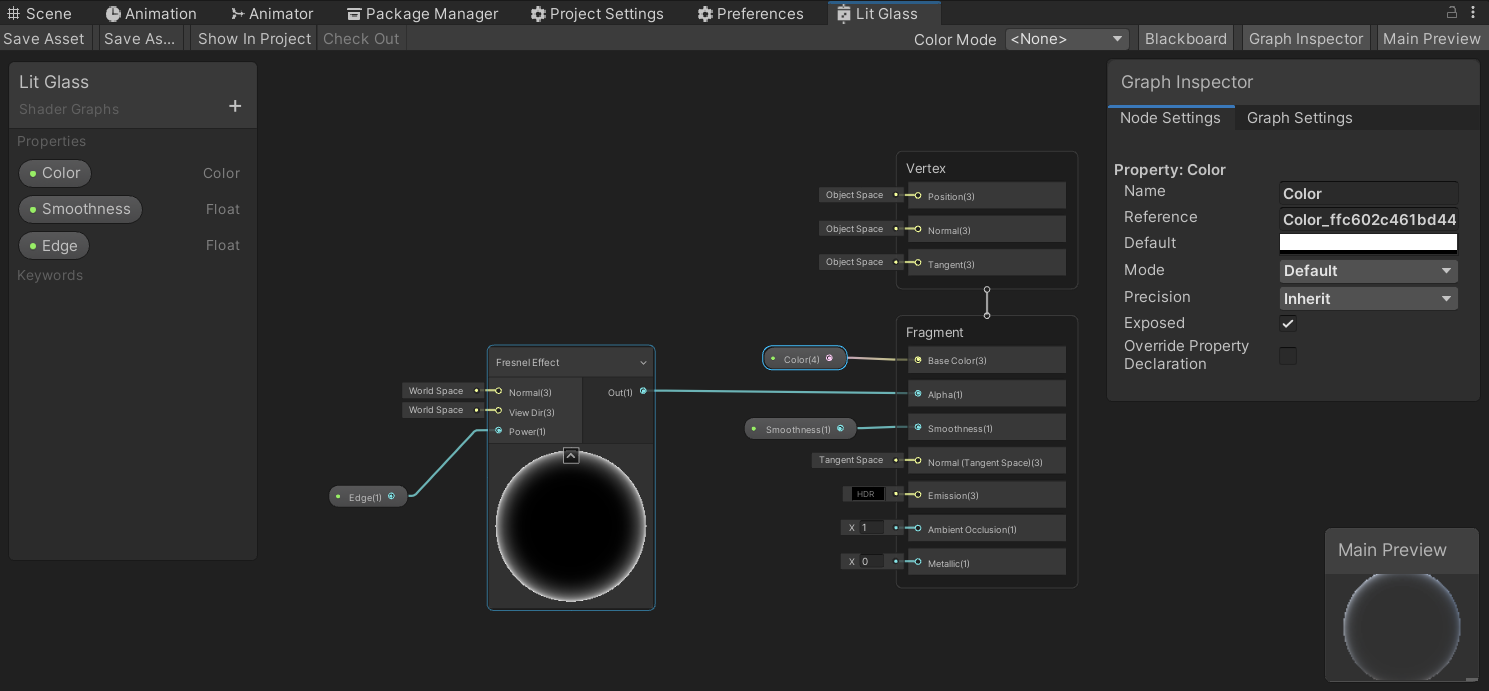 Scene Animation Animator Package Manager Project Settings Preferences Lit Glass
Save Asset Save As... Show In Project Check Out Color Mode <None> Blackboard Graph Inspector Main Preview
Lit Glass
Shader Graphs +
Properties
Color Color
Smoothness Float
Edge Float
Keywords
Vertex
Object Space Position(3)
Object Space Normal(3)
Object Space Tangent(3)
Fragment
Color(4) Base Color(3)
Alpha(1)
Smoothness(1) Smoothness(1)
Tangent Space Normal (Tangent Space)(3)
HDR Emission(3)
X 1 Ambient Occlusion(1)
X 0 Metallic(1)
Fresnel Effect
World Space Normal(3) Out(1)
World Space View Dir(3)
Power(1)
Edge(1)
Graph Inspector
Node Settings Graph Settings
Property: Color
Name Color
Reference Color_ffc602c461bd44
Default
Mode Default
Precision Inherit
Exposed
Override Property
Declaration
Main Preview